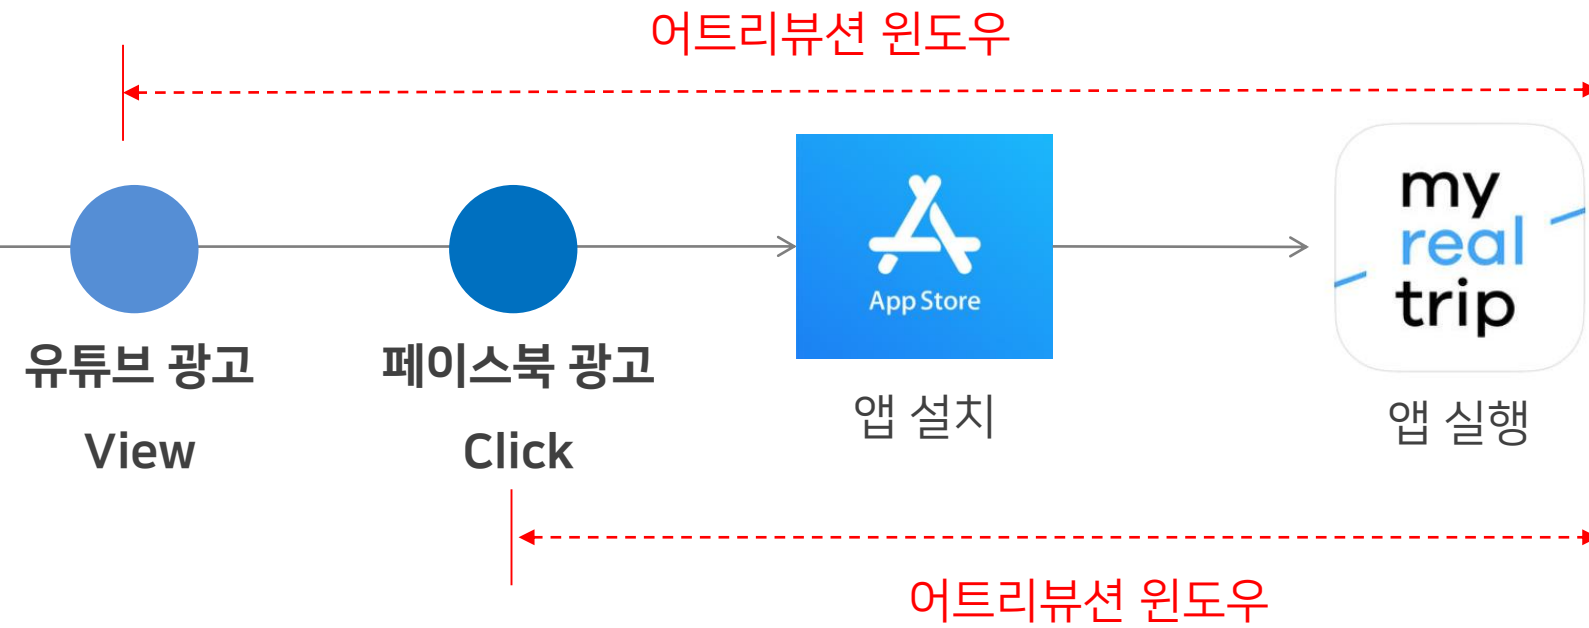 어트리뷰션 윈도우
유튜브 광고
View
페이스북 광고
Click
App Store
앱 설치
my
real
trip
앱 실행
어트리뷰션 윈도우